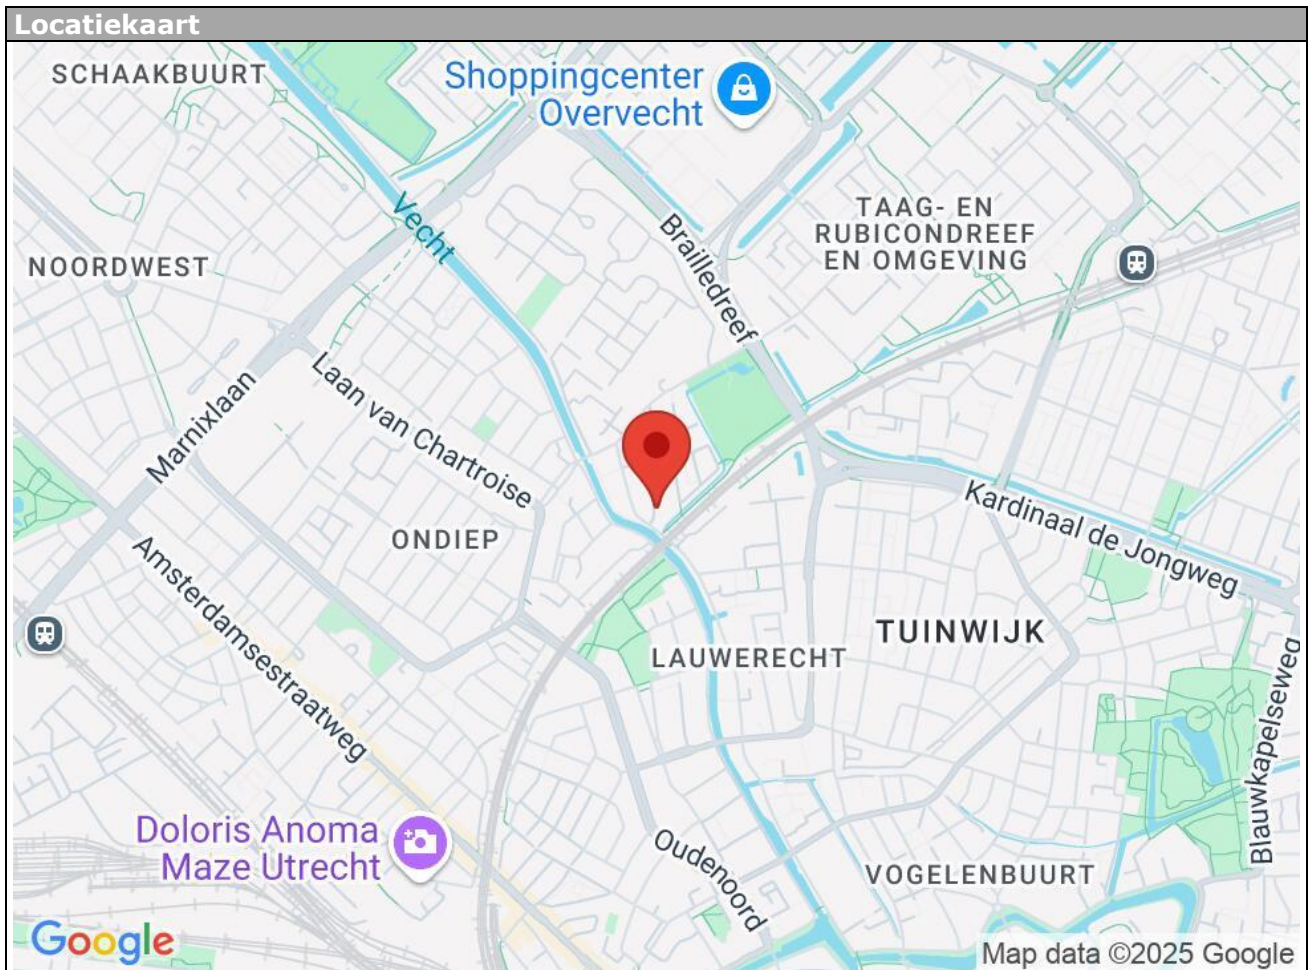 Locatiekaart
SCHAAKBUURT
Shoppingcenter
Overvecht
Vecht
TAAG- EN
RUBICONDREEF
EN OMGEVING
Brailledreef
NOORDWEST
Laan van Chartroise
Marnixlaan
Kardinaal de Jongweg
ONDIEP
Amsterdamsestraatweg
TUINWIJK
LAUWERECHT
Blauwkapelseweg
Doloris Anoma
Maze Utrecht
Oudenoord
VOGELENBUURT
Google
Map data ©2025 Google